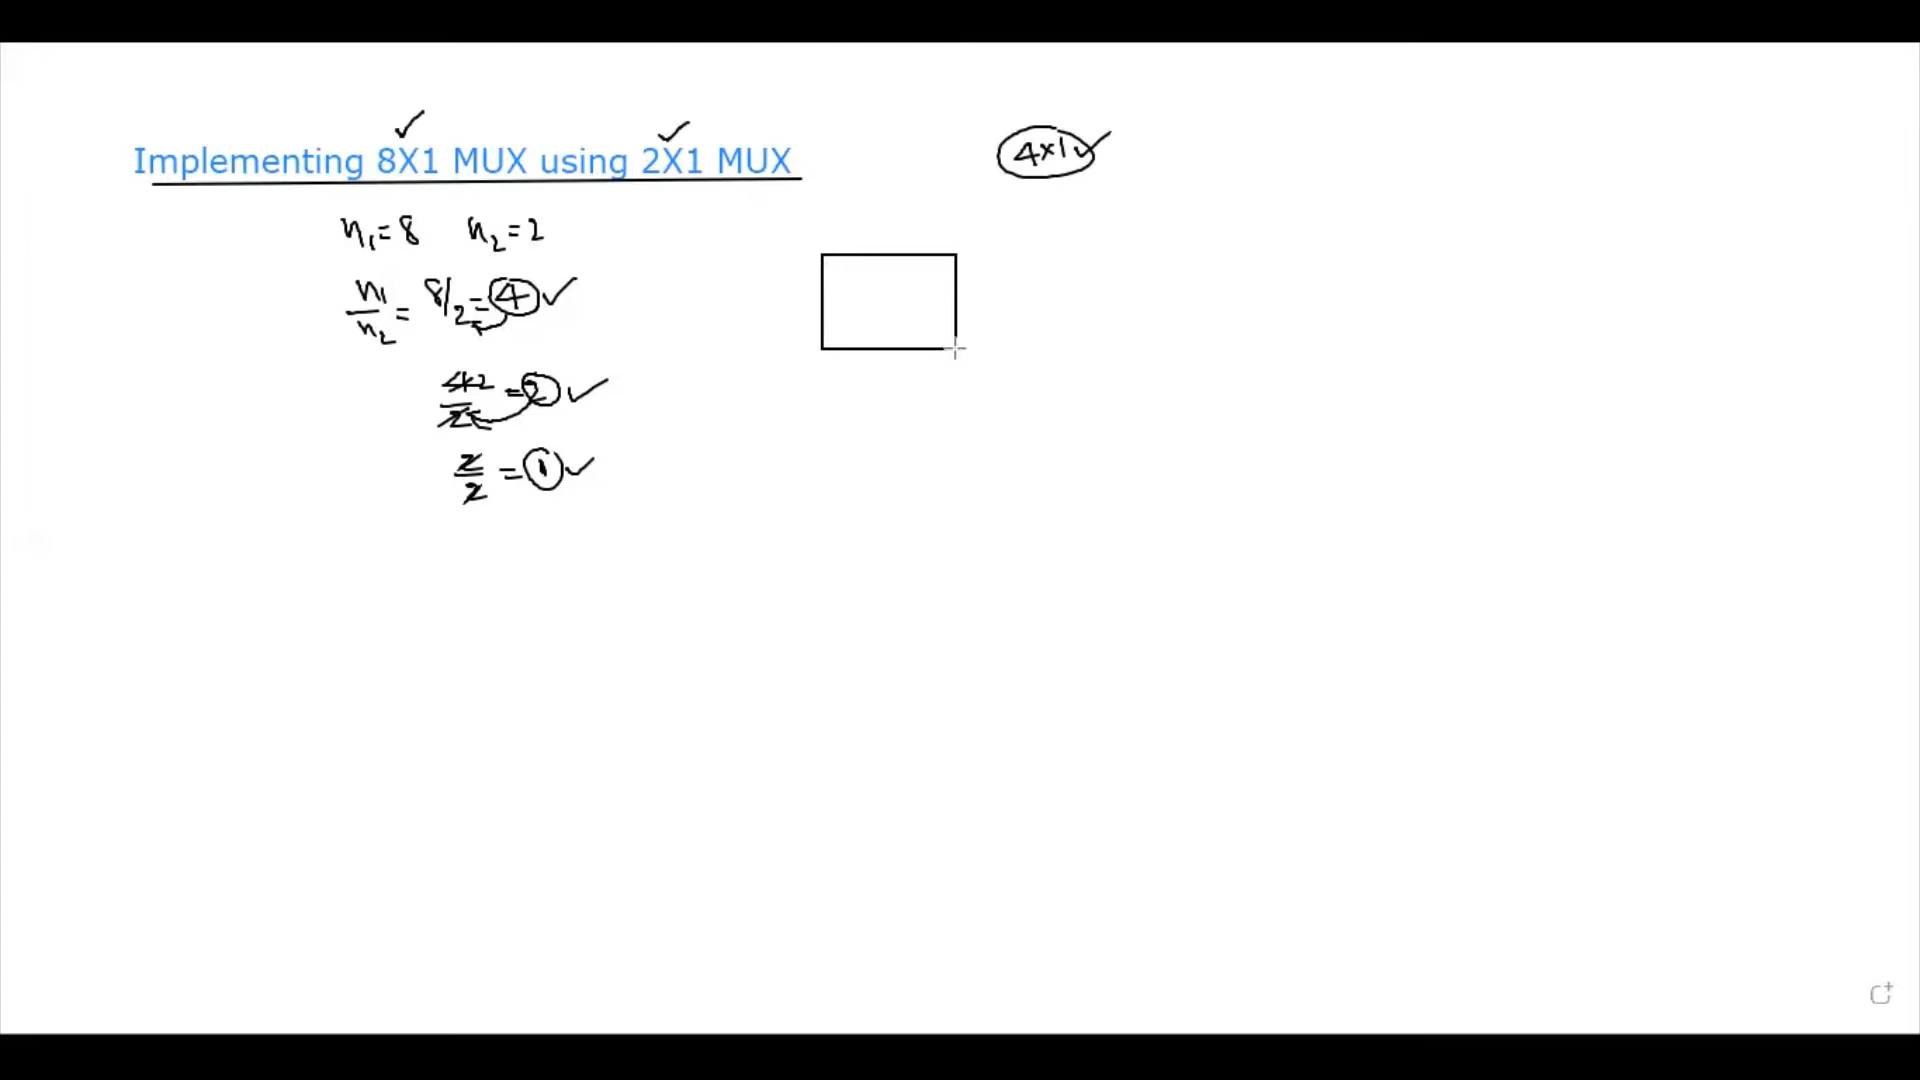 Implementing 8X1 MUX using 2X1 MUX
4×1
n₁=8 n₂=2
n₁/n₂ = 8/2 = 4
4×2/2 = 2
2/2 = 1